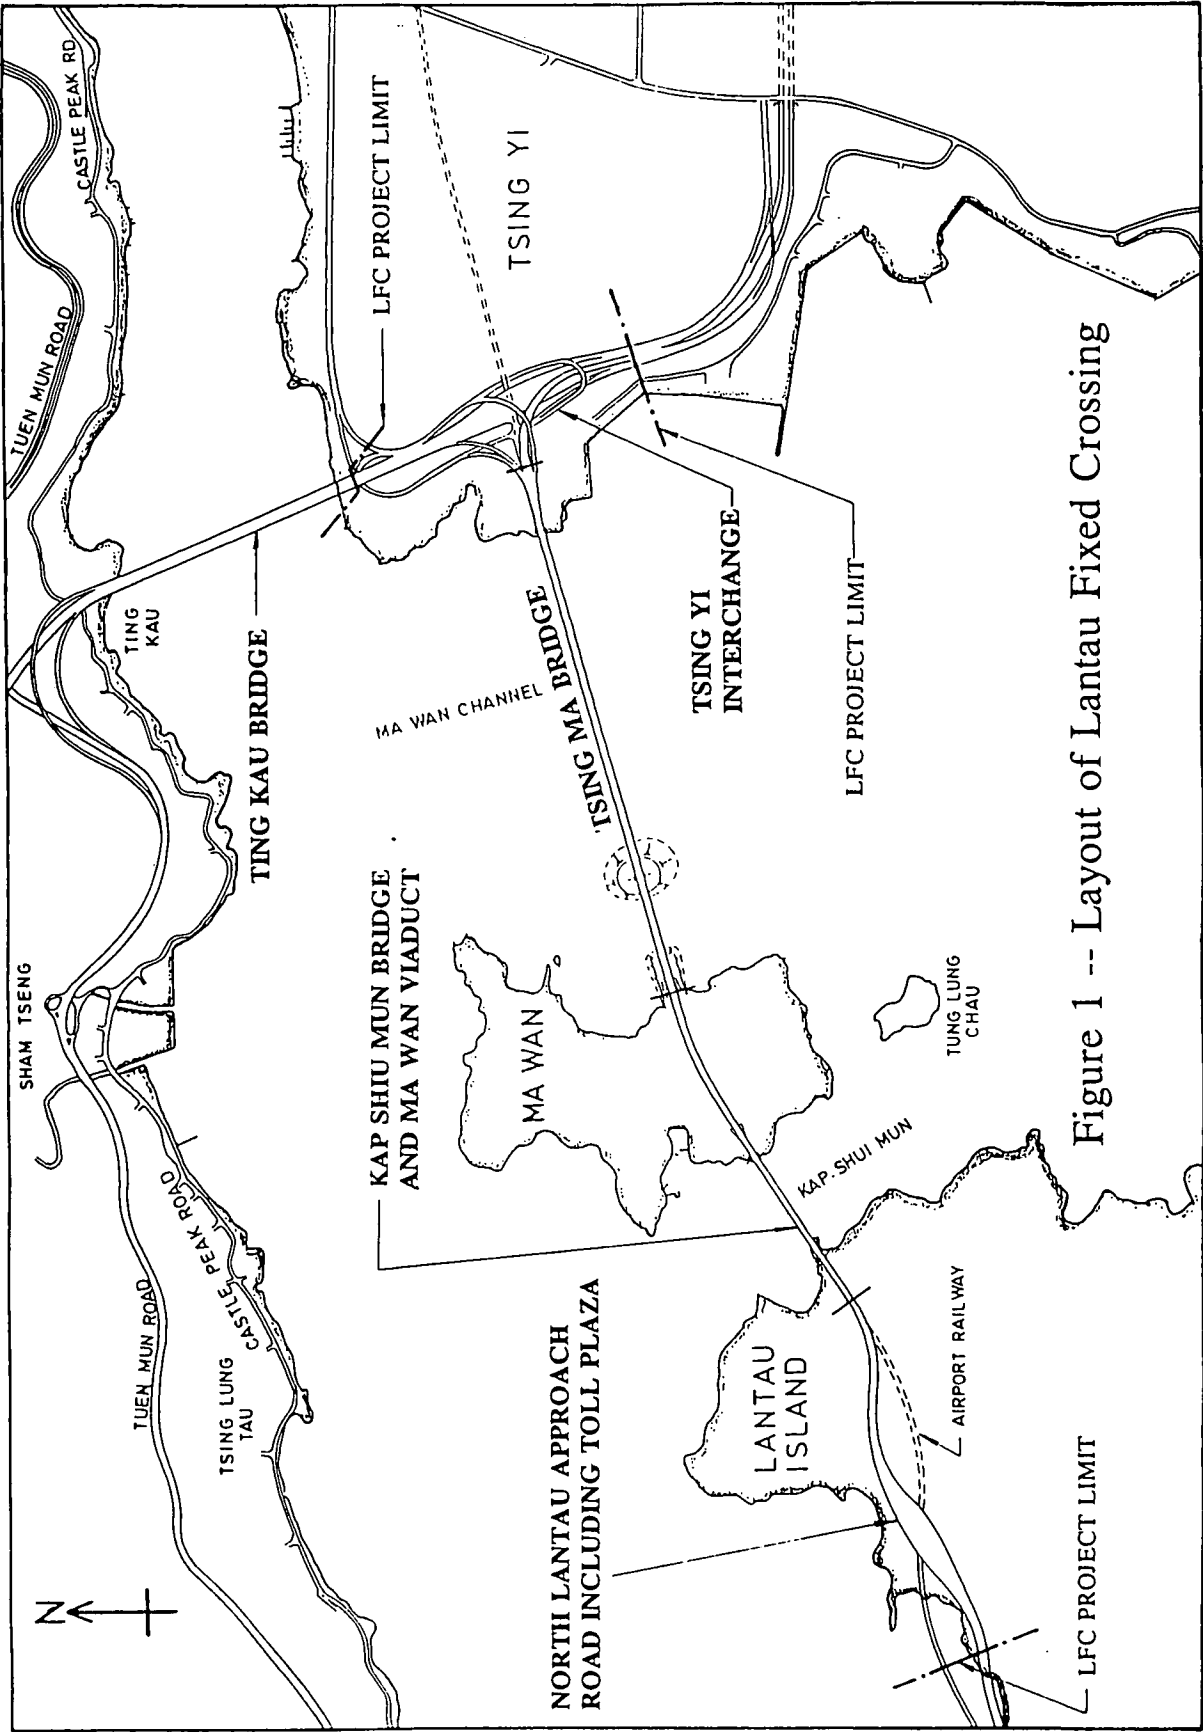 CASTLE PEAK RD
TUEN MUN ROAD
LFC PROJECT LIMIT
TSING YI
TING
KAU
TING KAU BRIDGE
MA WAN CHANNEL
TSING MA BRIDGE
TSING YI
INTERCHANGE
LFC PROJECT LIMIT
SHAM TSENG
KAP SHIU MUN BRIDGE
AND MA WAN VIADUCT
MA WAN
TUNG LUNG
CHAU
KAP. SHUI MUN
TUEN MUN ROAD
CASTLE PEAK ROAD
TSING LUNG
TAU
NORTH LANTAU APPROACH
ROAD INCLUDING TOLL PLAZA
LANTAU
ISLAND
AIRPORT RAILWAY
LFC PROJECT LIMIT
N
Figure 1 -- Layout of Lantau Fixed Crossing